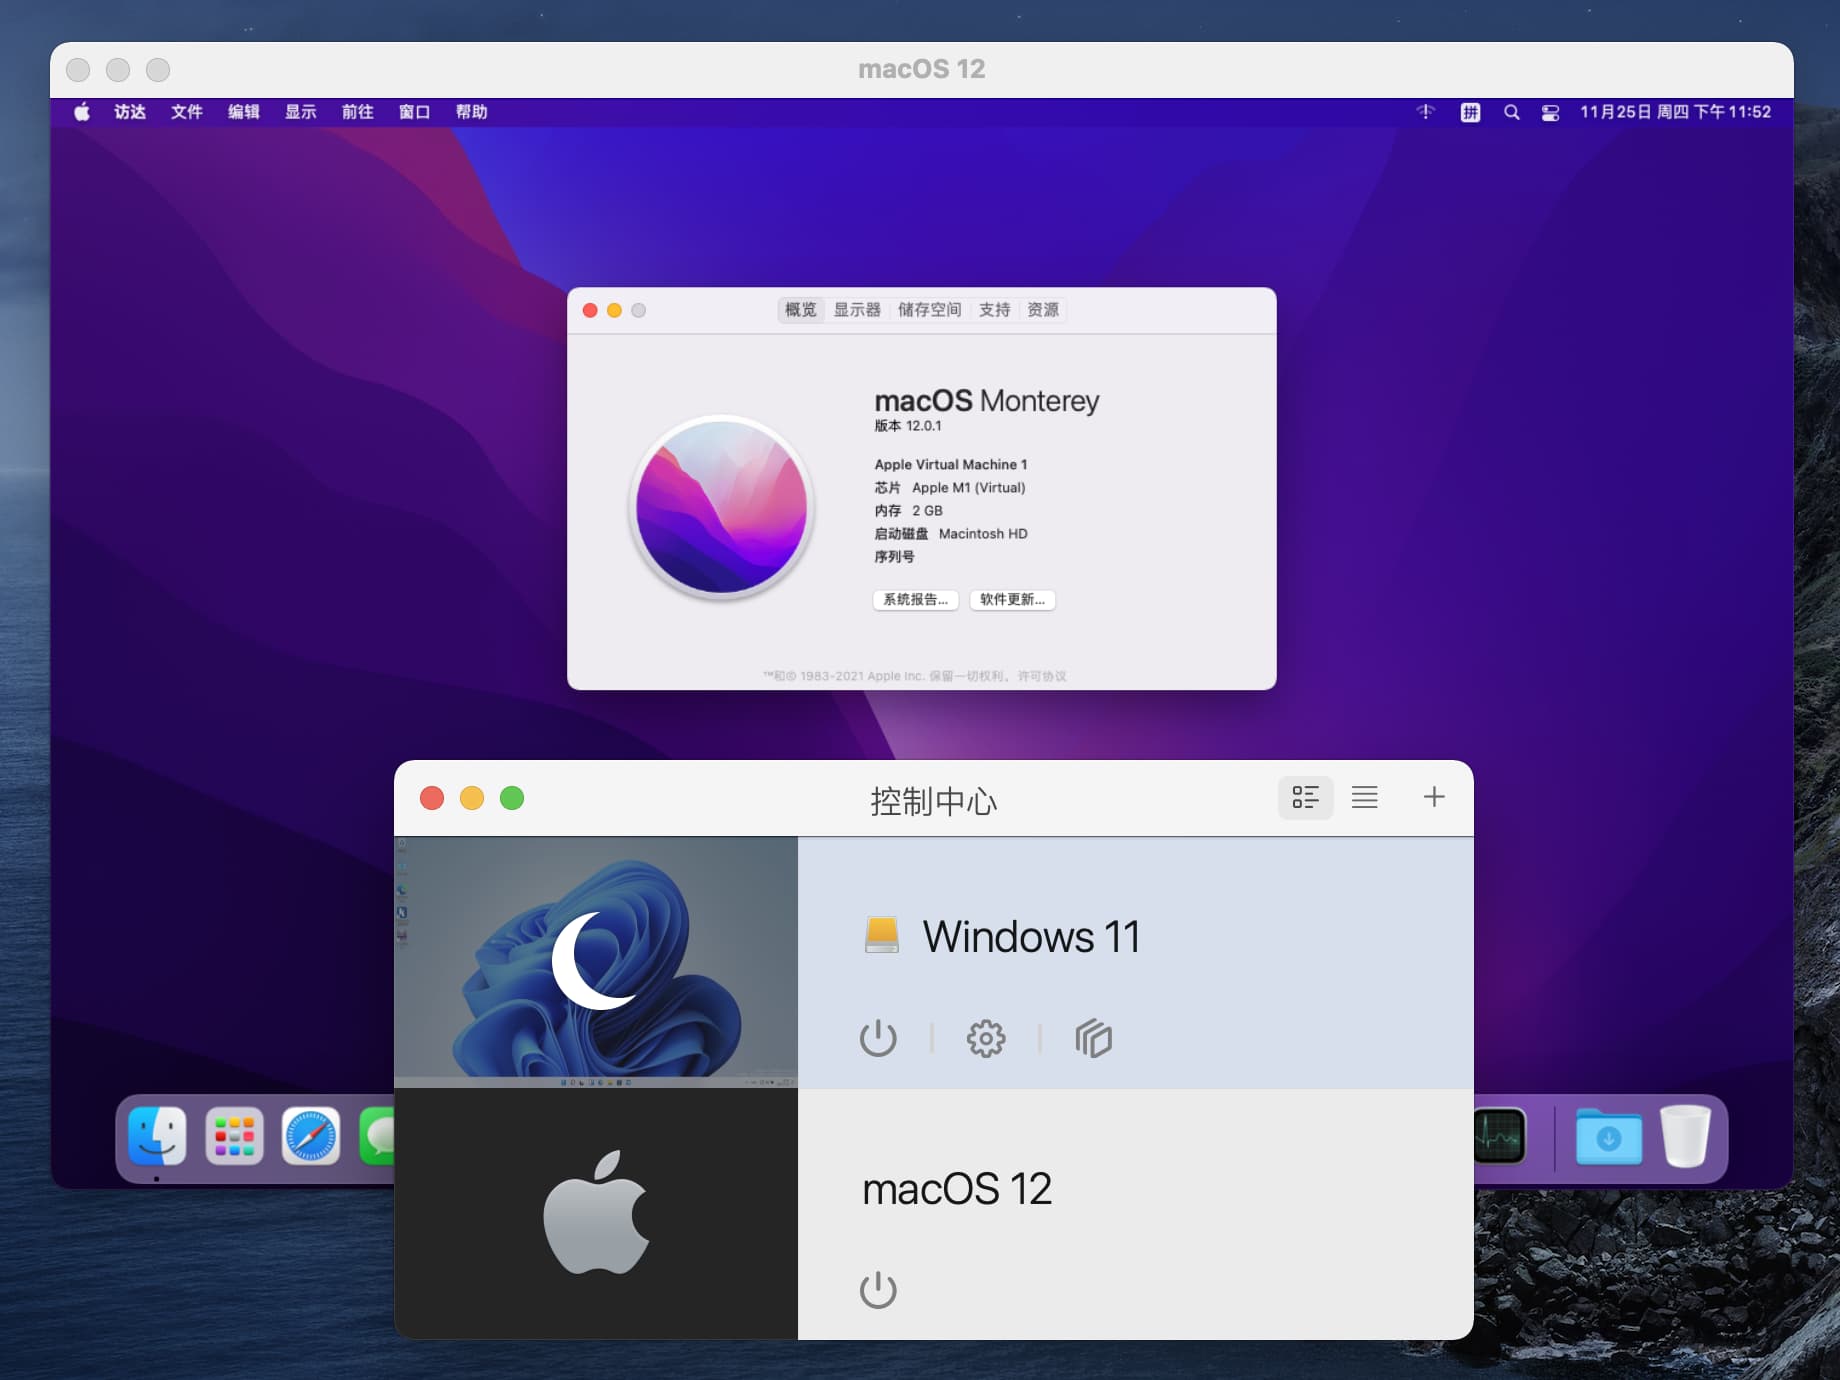 macOS 12
访达 文件 编辑 显示 前往 窗口 帮助 拼 11月25日 周四 下午 11:52
概览 显示器 储存空间 支持 资源
macOS Monterey
版本 12.0.1
Apple Virtual Machine 1
芯片 Apple M1 (Virtual)
内存 2 GB
启动磁盘 Macintosh HD
序列号
系统报告... 软件更新...
™和© 1983-2021 Apple Inc. 保留一切权利。许可协议
控制中心
Windows 11
macOS 12